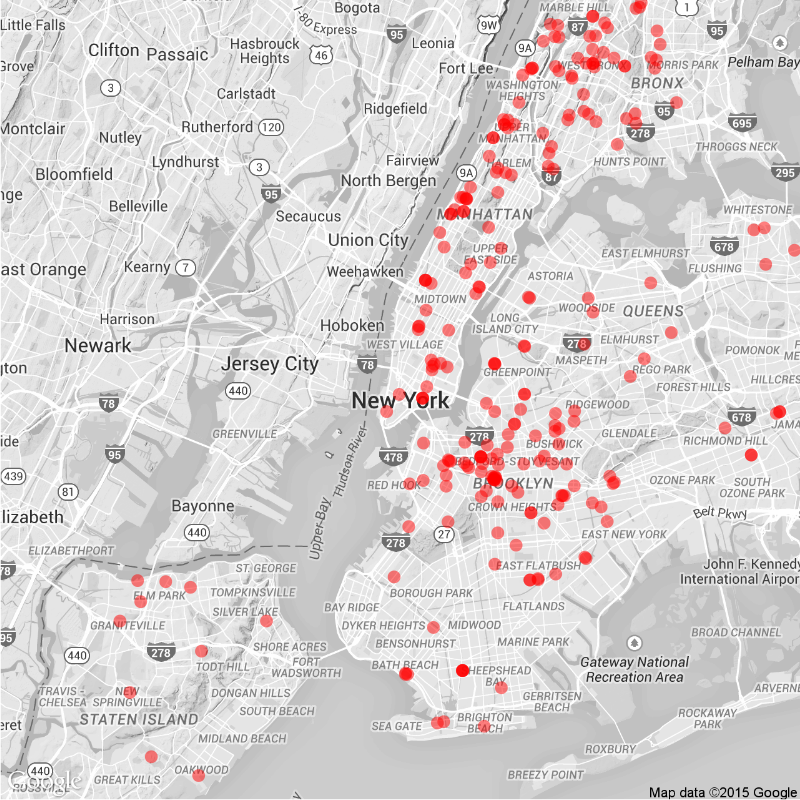 MARBLE HILL
Bogota
1
Little Falls
I-80 Express
9W
87
95
95
Leonia
Clifton
Passaic
Hasbrouck
Heights
46
9A
Pelham Bay
Fort Lee
WEST BRONX
MORRIS PARK
BRONX
3
Carlstadt
WASHINGTON
HEIGHTS
Ridgefield
95
Montclair
Nutley
Rutherford
120
UPPER
MANHATTAN
278
695
Lyndhurst
Fairview
HARLEM
HUNTS POINT
THROGGS NECK
Bloomfield
3
North Bergen
9A
87
295
95
Belleville
Secaucus
MANHATTAN
WHITESTONE
Union City
UPPER
EAST SIDE
678
EAST ELMHURST
FLUSHING
ast Orange
Kearny
7
Weehawken
ASTORIA
MIDTOWN
WOODSIDE
QUEENS
Harrison
Hoboken
LONG
ISLAND CITY
Newark
WEST VILLAGE
278
ELMHURST
Jersey City
78
MASPETH
POMONOK
GREENPOINT
REGO PARK
440
FOREST HILLS
HILLCRES
78
New York
RIDGEWOOD
678
JAMA
GREENVILLE
278
GLENDALE
RICHMOND HILL
BUSHWICK
95
478
BEDFORD-STUYVESANT
439
Hudson River
RED HOOK
BROOKLYN
OZONE PARK
SOUTH
OZONE PARK
81
Bayonne
CROWN HEIGHTS
lizabeth
Upper Bay
Belt Pkwy
440
27
EAST NEW YORK
278
ELIZABETHPORT
ST. GEORGE
EAST FLATBUSH
John F. Kennedy
International Airpor
78
ELM PARK
TOMPKINSVILLE
BOROUGH PARK
SILVER LAKE
BAY RIDGE
FLATLANDS
GRANITEVILLE
DYKER HEIGHTS
MIDWOOD
95
BROAD CHANNEL
440
278
SHORE ACRES
BENSONHURST
MARINE PARK
TODT HILL
FORT
WADSWORTH
BATH BEACH
SHEEPSHEAD
BAY
Gateway National
Recreation Area
TRAVIS -
CHELSEA
NEW
SPRINGVILLE
DONGAN HILLS
GERRITSEN
BEACH
ARVERNE
SOUTH BEACH
STATEN ISLAND
SEA GATE
BRIGHTON
BEACH
ROCKAWAY
PARK
MIDLAND BEACH
ROXBURY
440
GREAT KILLS
OAKWOOD
BREEZY POINT
Google
ROSSVILLE
Map data ©2015 Google